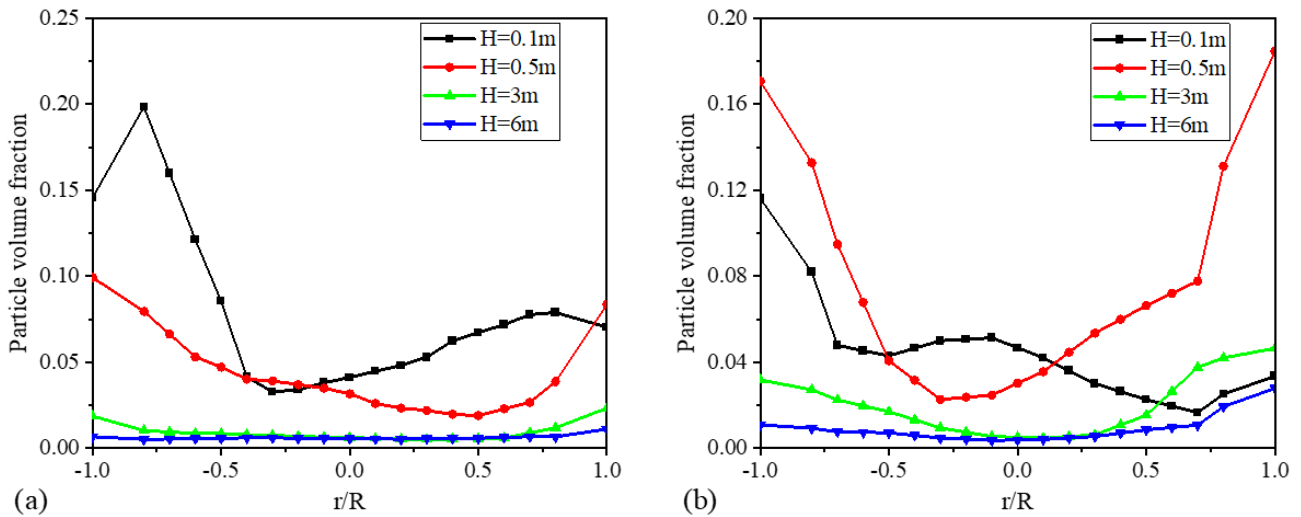 0.25
0.20
0.15
0.10
0.05
0.00
Particle volume fraction
H=0.1m
H=0.5m
H=3m
H=6m
-1.0
-0.5
0.0
0.5
1.0
r/R
(a)
0.20
0.16
0.12
0.08
0.04
0.00
Particle volume fraction
H=0.1m
H=0.5m
H=3m
H=6m
-1.0
-0.5
0.0
0.5
1.0
r/R
(b)